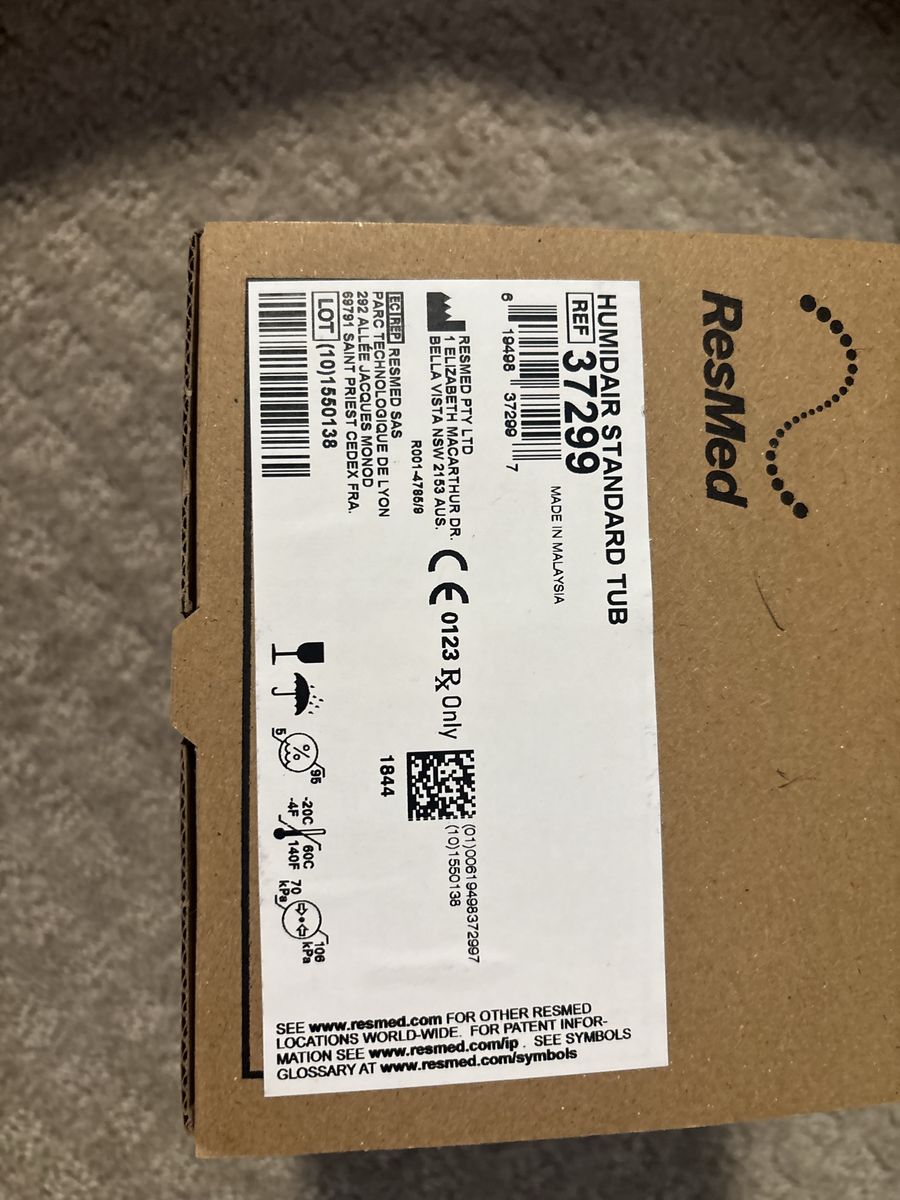 ResMed
HUMIDAIR STANDARD TUB
REF 37299
6 19498 37299 7
MADE IN MALAYSIA
RESMED PTY LTD
1 ELIZABETH MACARTHUR DR.
BELLA VISTA NSW 2153 AUS.
R001-4785/9
CE 0123 Rx Only
EC REP RESMED SAS
PARC TECHNOLOGIQUE DE LYON
292 ALLÉE JACQUES MONOD
69791 SAINT PRIEST CEDEX FRA.
LOT (10)1550138
(01)00619498372997
(10)1550138
1844
5 % 95
-20C 60C
-4F 140F
70 kPa 106 kPa
SEE www.resmed.com FOR OTHER RESMED
LOCATIONS WORLD-WIDE. FOR PATENT INFOR-
MATION SEE www.resmed.com/ip . SEE SYMBOLS
GLOSSARY AT www.resmed.com/symbols